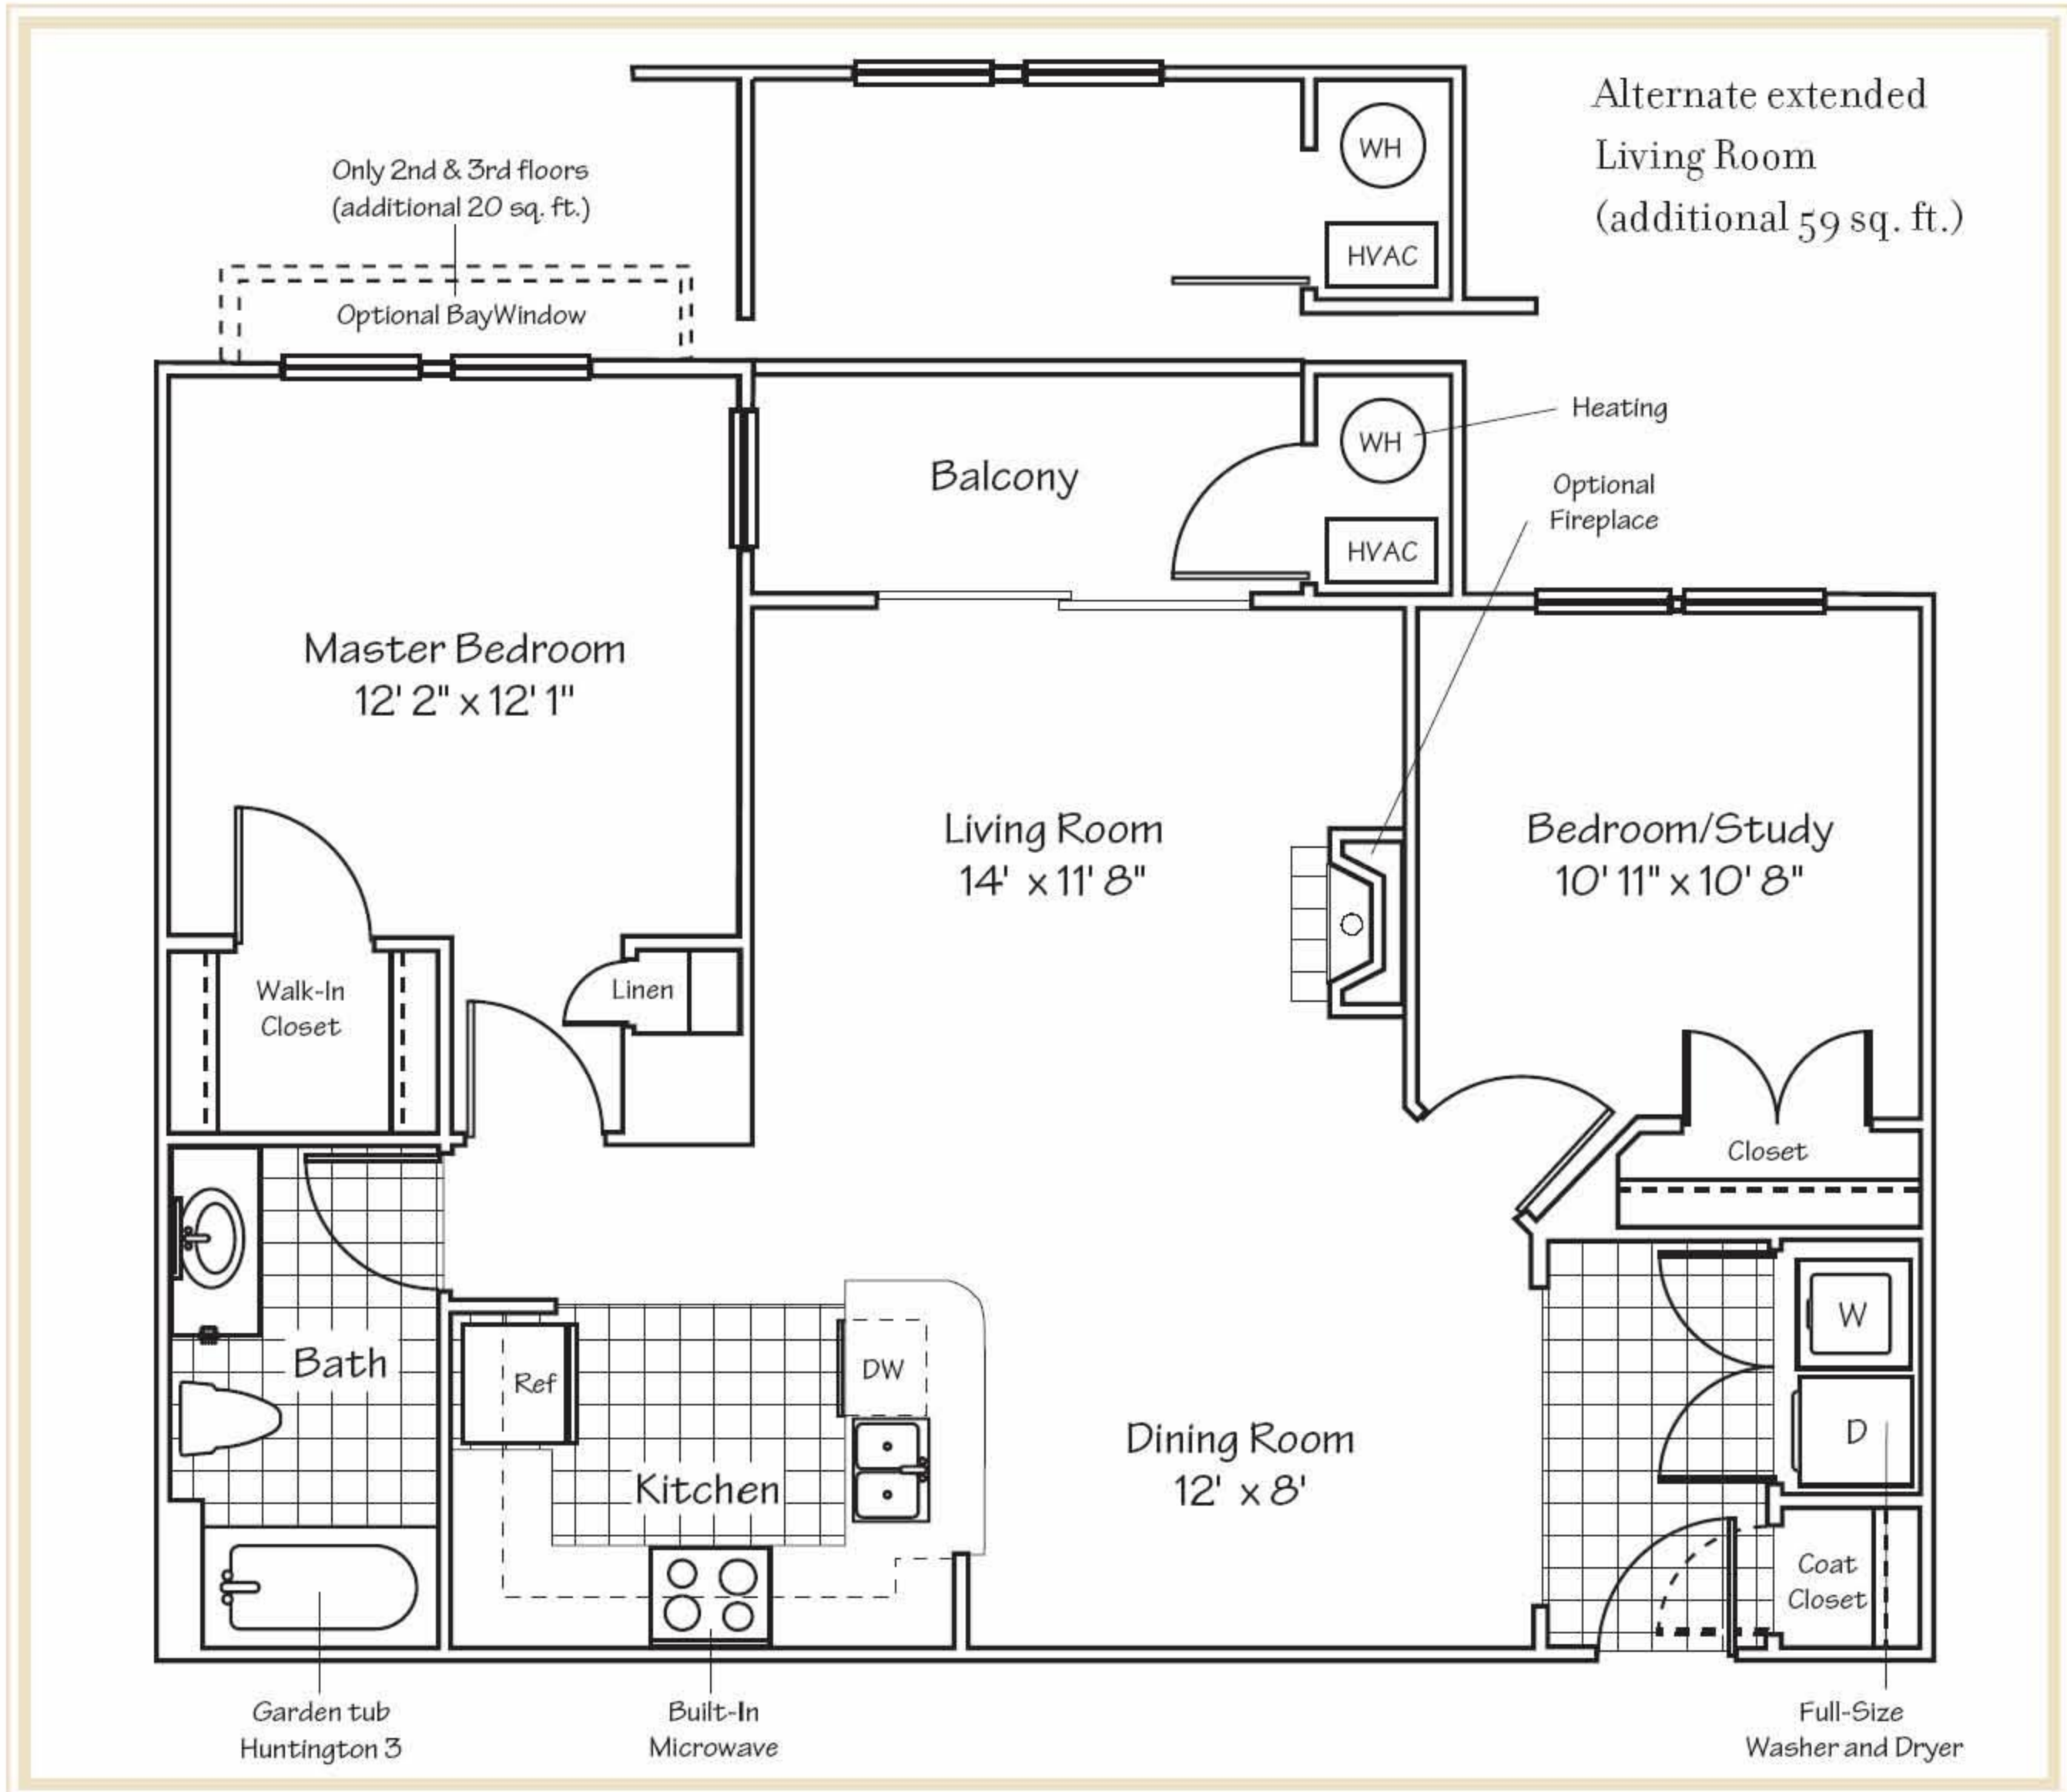 Alternate extended
Living Room
(additional 59 sq. ft.)
WH
HVAC
Only 2nd & 3rd floors
(additional 20 sq. ft.)
Optional BayWindow
Heating
WH
Balcony
Optional
Fireplace
HVAC
Master Bedroom
12' 2" x 12' 1"
Living Room
14' x 11' 8"
Bedroom/Study
10' 11" x 10' 8"
Walk-In
Closet
Linen
Closet
W
Bath
Ref
DW
D
Dining Room
12' x 8'
Kitchen
Coat
Closet
Garden tub
Huntington 3
Built-In
Microwave
Full-Size
Washer and Dryer